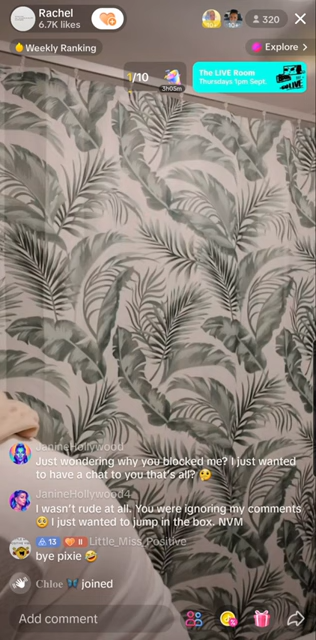 Rachel
6.7K likes
320
Weekly Ranking
Explore >
1/10
3h05m
The LIVE Room
Thursdays 1pm Sept.
LIVE
JanineHollywood
Just wondering why you blocked me? I just wanted
to have a chat to you that's all? 🤔
JanineHollywood4
I wasn't rude at all. You were ignoring my comments
😢 I just wanted to jump in the box. NVM
13 II Little_Miss_Positive
bye pixie 🤣
Chloe 🦋 joined
Add comment